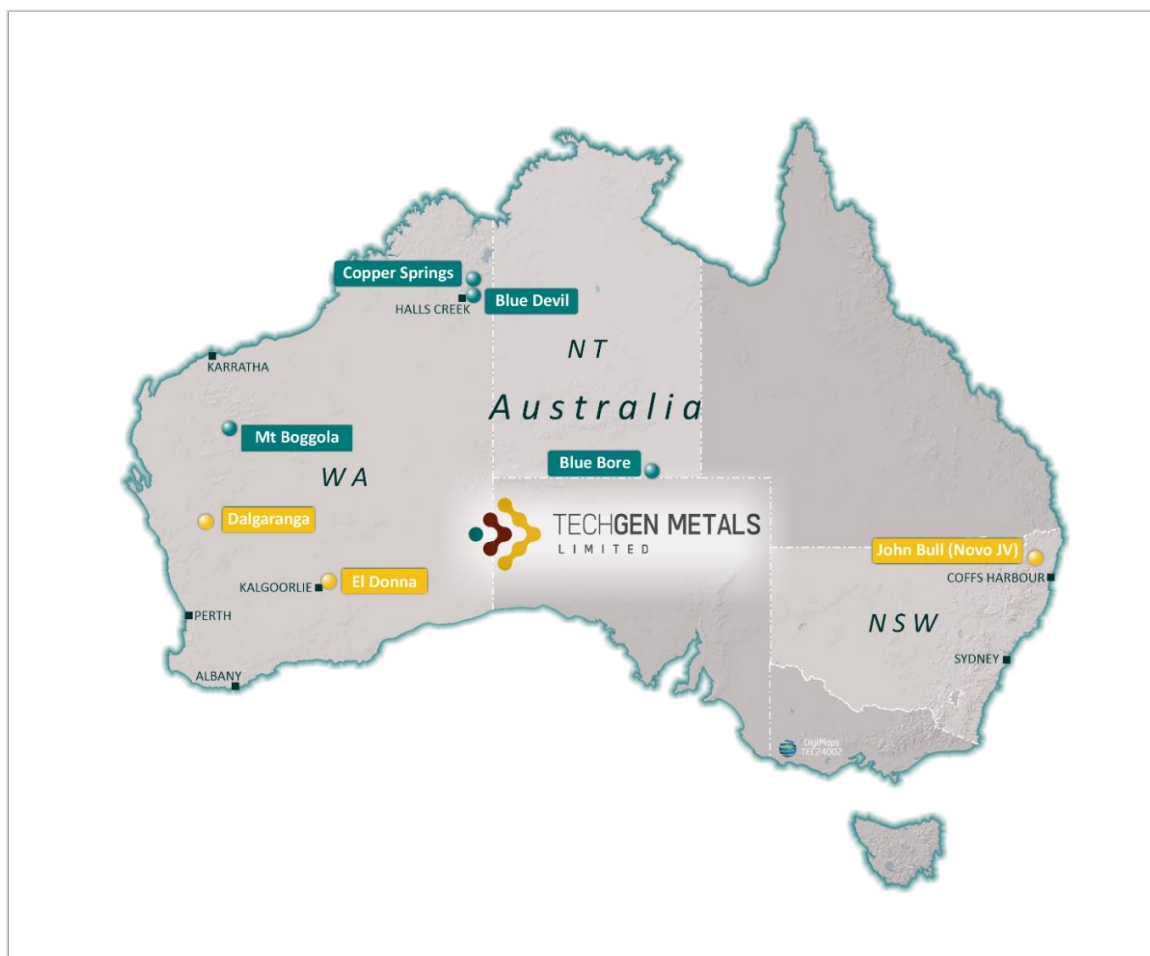 Copper Springs
Blue Devil
HALLS CREEK
KARRATHA
NT
Australia
Mt Boggola
Blue Bore
WA
Dalgaranga
TECHGEN METALS
LIMITED
John Bull (Novo JV)
El Donna
KALGOORLIE
COFFS HARBOUR
PERTH
NSW
SYDNEY
ALBANY
DigiMaps
TEC24002